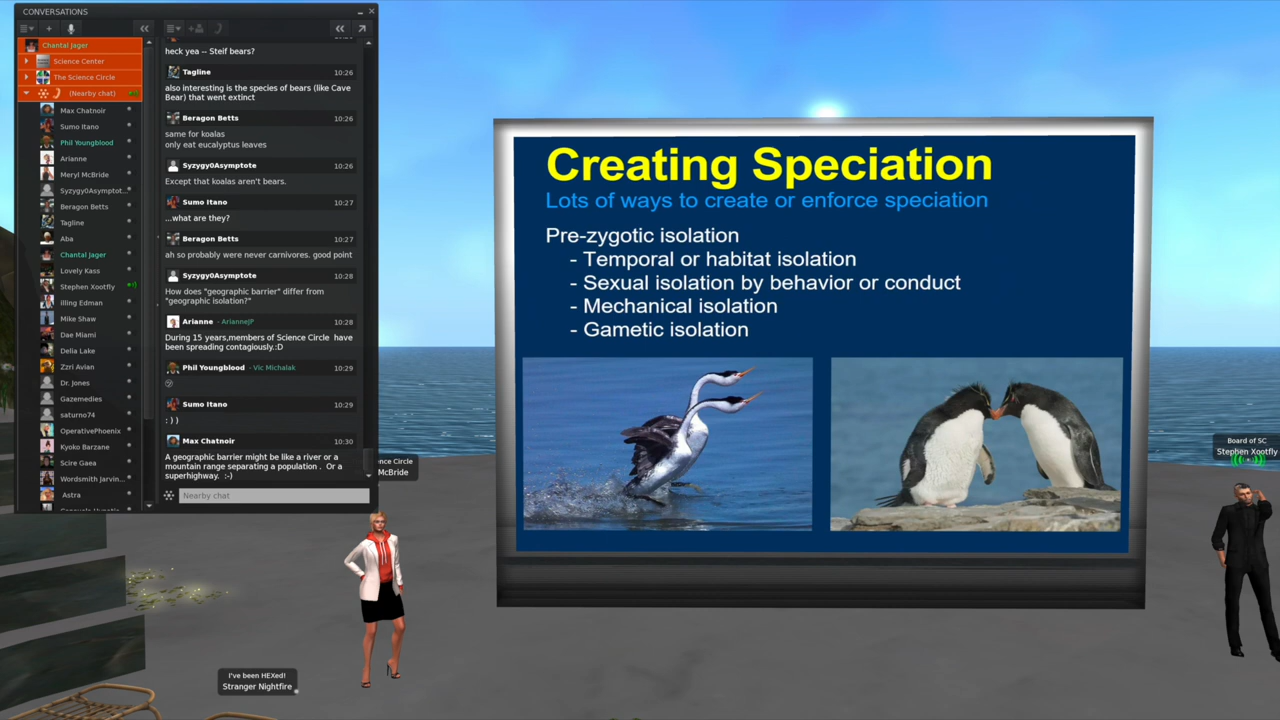 CONVERSATIONS
Chantal Jager
Science Center
The Science Circle
(Nearby chat)
Max Chatnoir
Sumo Itano
Phil Youngblood
Arianne
Meryl McBride
Syzygy0Asymptot...
Beragon Betts
Tagline
Aba
Chantal Jager
Lovely Kass
Stephen Xootfly
illing Edman
Mike Shaw
Dae Miami
Delia Lake
Zzri Avian
Dr. Jones
Gazemedies
saturno74
OperativePhoenix
Kyoko Barzane
Scire Gaea
Wordsmith Jarvin...
Astra
heck yea -- Steif bears?
Tagline 10:26
also interesting is the species of bears (like Cave
Bear) that went extinct
Beragon Betts 10:26
same for koalas
only eat eucalyptus leaves
Syzygy0Asymptote 10:26
Except that koalas aren't bears.
Sumo Itano 10:27
...what are they?
Beragon Betts 10:27
ah so probably were never carnivores. good point
Syzygy0Asymptote 10:28
How does "geographic barrier" differ from
"geographic isolation?"
Arianne - ArianneJP 10:28
During 15 years,members of Science Circle have
been spreading contagiously.:D
Phil Youngblood - Vic Michalak 10:29
Sumo Itano 10:29
: ) )
Max Chatnoir 10:30
A geographic barrier might be like a river or a
mountain range separating a population . Or a
superhighway. :-)
Nearby chat
Creating Speciation
Lots of ways to create or enforce speciation
Pre-zygotic isolation
- Temporal or habitat isolation
- Sexual isolation by behavior or conduct
- Mechanical isolation
- Gametic isolation
Board of SC
Stephen Xootfly
ence Circle
McBride
I've been HEXed!
Stranger Nightfire